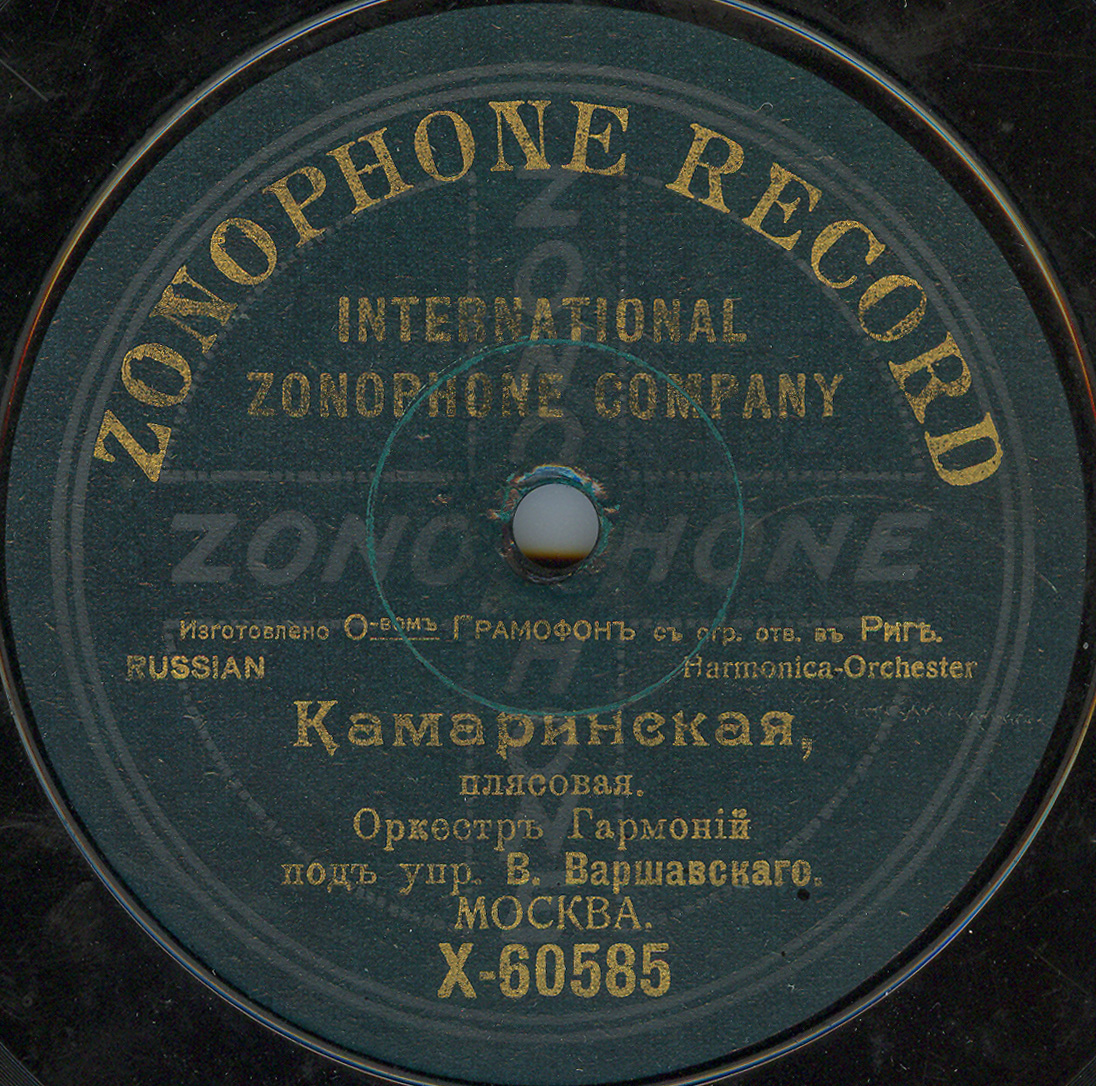 ZONOPHONE RECORD
INTERNATIONAL
ZONOPHONE COMPANY
ZONOPHONE
ZONOPHONE
Изготовлено О-вомъ ГРАМОФОНЪ съ огр. отв. въ Ригѣ.
RUSSIAN Harmonica-Orchester
Камаринская,
плясовая.
Оркестръ Гармоній
подъ упр. В. Варшавскаго.
МОСКВА.
X-60585